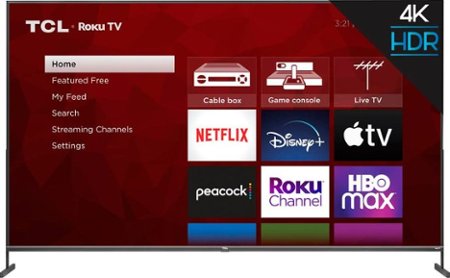 TCL • Roku TV
3:21
4K
HDR
Home
Featured Free
My Feed
Search
Streaming Channels
Settings
Cable box
Game console
Live TV
NETFLIX
Disney+
tv
peacock
Roku
Channel
HBO
max
TCL